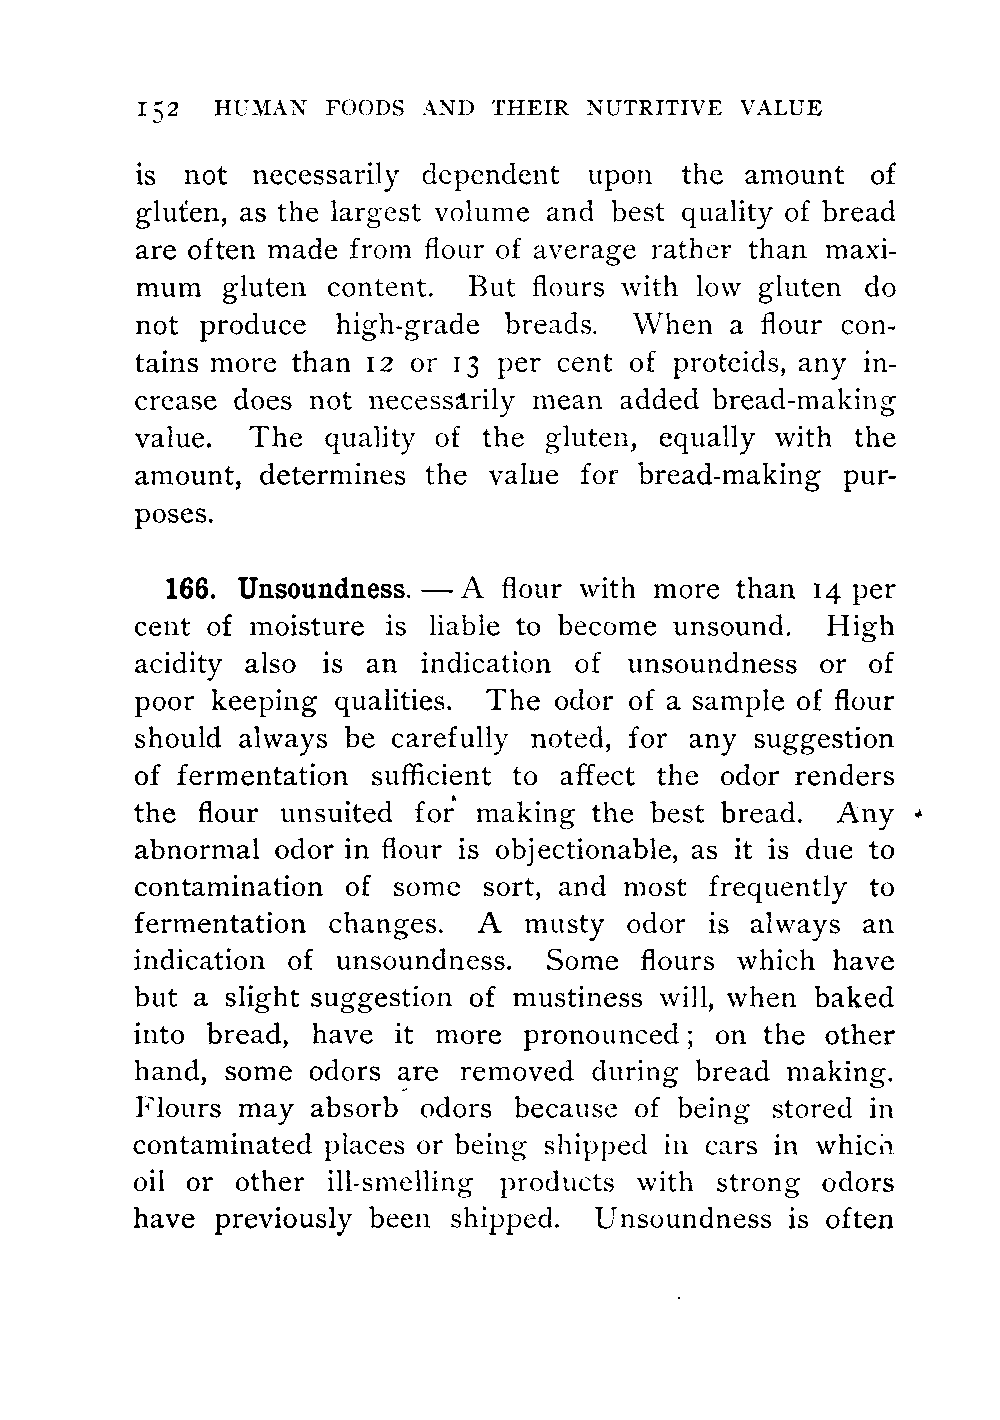 152 HUMAN FOODS AND THEIR NUTRITIVE VALUE
is not necessarily dependent upon the amount of
gluten, as the largest volume and best quality of bread
are often made from flour of average rather than maxi-
mum gluten content. But flours with low gluten do
not produce high-grade breads. When a flour con-
tains more than 12 or 13 per cent of proteids, any in-
crease does not necessarily mean added bread-making
value. The quality of the gluten, equally with the
amount, determines the value for bread-making pur-
poses.
166. Unsoundness. — A flour with more than 14 per
cent of moisture is liable to become unsound. High
acidity also is an indication of unsoundness or of
poor keeping qualities. The odor of a sample of flour
should always be carefully noted, for any suggestion
of fermentation sufficient to affect the odor renders
the flour unsuited for making the best bread. Any
abnormal odor in flour is objectionable, as it is due to
contamination of some sort, and most frequently to
fermentation changes. A musty odor is always an
indication of unsoundness. Some flours which have
but a slight suggestion of mustiness will, when baked
into bread, have it more pronounced; on the other
hand, some odors are removed during bread making.
Flours may absorb odors because of being stored in
contaminated places or being shipped in cars in which
oil or other ill-smelling products with strong odors
have previously been shipped. Unsoundness is often